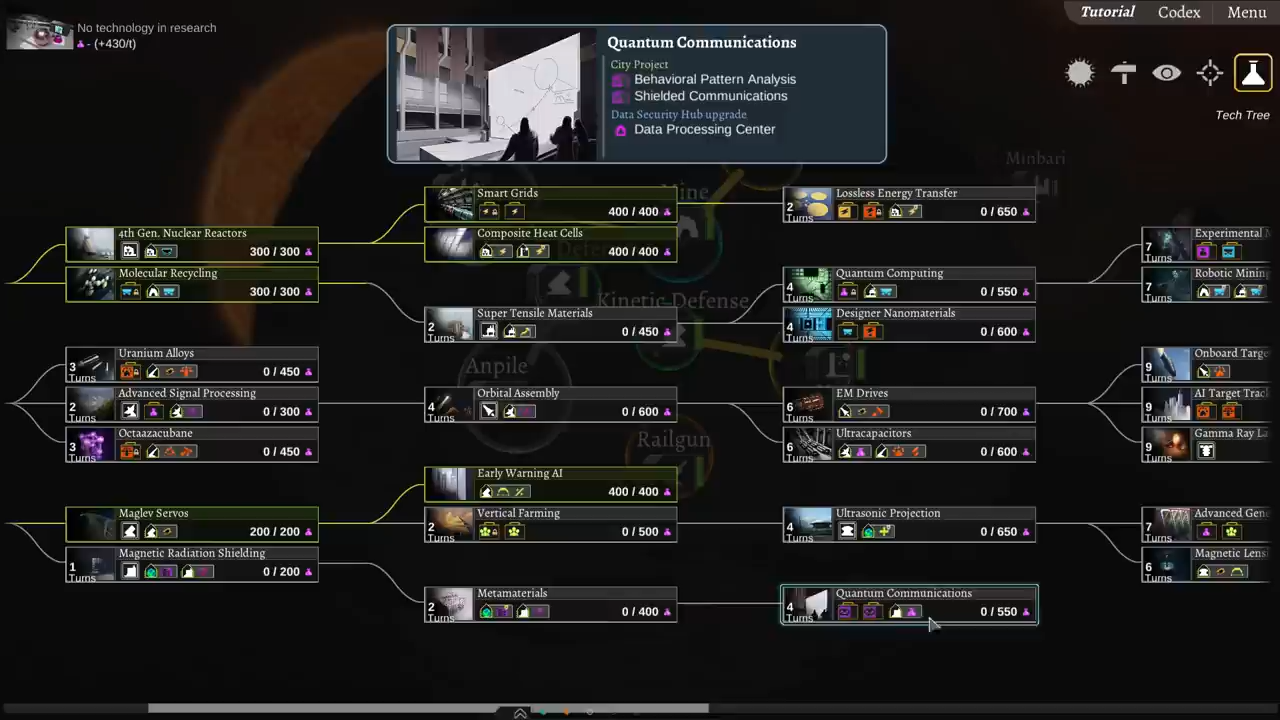 No technology in research
- (+430/t)
Tutorial Codex Menu
Quantum Communications
City Project
Behavioral Pattern Analysis
Shielded Communications
Data Security Hub upgrade
Data Processing Center
Tech Tree
Minbari
Mine
Smart Grids
400 / 400
Lossless Energy Transfer
2 Turns
0 / 650
4th Gen. Nuclear Reactors
300 / 300
Composite Heat Cells
400 / 400
Molecular Recycling
300 / 300
Quantum Computing
4 Turns
0 / 550
7 Turns
Experimental
7 Turns
Robotic Mining
Kinetic Defense
Super Tensile Materials
2 Turns
0 / 450
Designer Nanomaterials
4 Turns
0 / 600
Uranium Alloys
3 Turns
0 / 450
Anpile
9 Turns
Onboard Targe
Advanced Signal Processing
2 Turns
0 / 300
Orbital Assembly
4 Turns
0 / 600
EM Drives
6 Turns
0 / 700
9 Turns
AI Target Trac
Octaazacubane
3 Turns
0 / 450
Railgun
Ultracapacitors
6 Turns
0 / 600
9 Turns
Gamma Ray La
Early Warning AI
400 / 400
Maglev Servos
200 / 200
Vertical Farming
2 Turns
0 / 500
Ultrasonic Projection
4 Turns
0 / 650
7 Turns
Advanced Gene
Magnetic Radiation Shielding
1 Turns
0 / 200
6 Turns
Magnetic Lens
Metamaterials
2 Turns
0 / 400
Quantum Communications
4 Turns
0 / 550